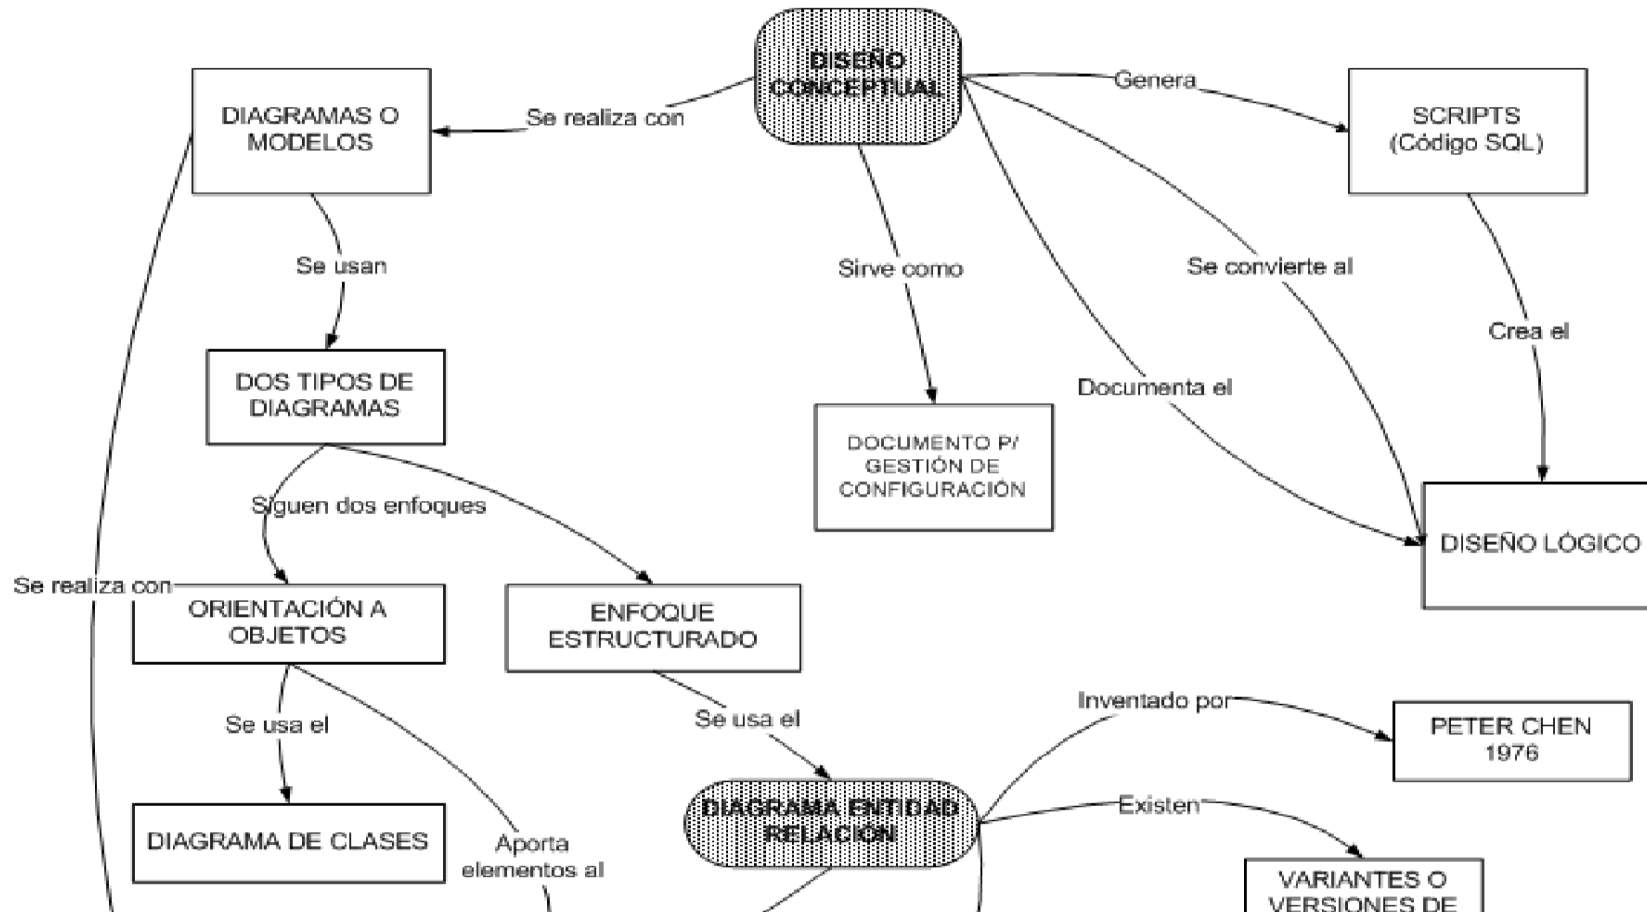 DISEÑO
CONCEPTUAL
Genera
DIAGRAMAS O
MODELOS
Se realiza con
SCRIPTS
(Código SQL)
Se usan
Sirve como
Se convierte al
Crea el
DOS TIPOS DE
DIAGRAMAS
Documenta el
DOCUMENTO P/
GESTIÓN DE
CONFIGURACIÓN
Siguen dos enfoques
DISEÑO LÓGICO
Se realiza con
ORIENTACIÓN A
OBJETOS
ENFOQUE
ESTRUCTURADO
Se usa el
Se usa el
Inventado por
PETER CHEN
1976
DIAGRAMA ENTIDAD
RELACIÓN
Existen
DIAGRAMA DE CLASES
Aporta
elementos al
VARIANTES O
VERSIONES DE